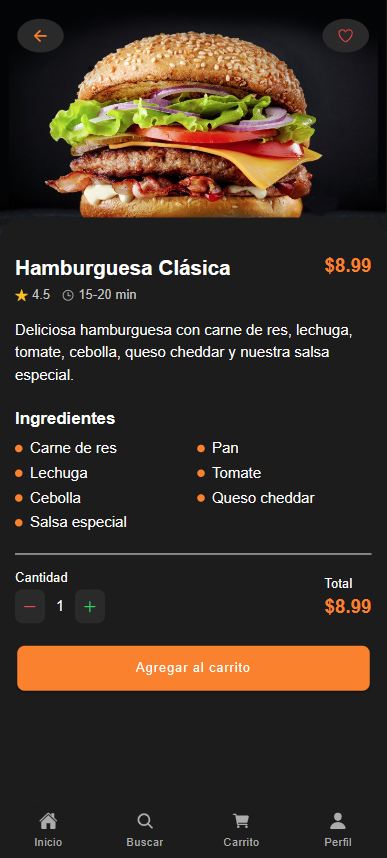 Hamburguesa Clásica $8.99
4.5 15-20 min
Deliciosa hamburguesa con carne de res, lechuga,
tomate, cebolla, queso cheddar y nuestra salsa
especial.
Ingredientes
Carne de res Pan
Lechuga Tomate
Cebolla Queso cheddar
Salsa especial
Cantidad Total
1 $8.99
Agregar al carrito
Inicio Buscar Carrito Perfil